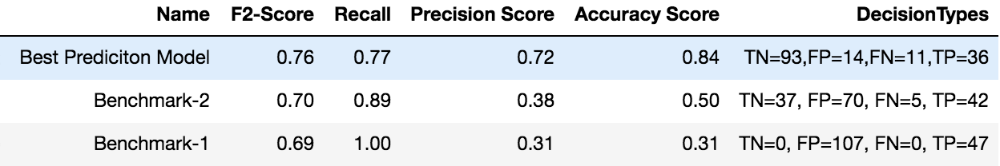 Name F2-Score Recall Precision Score Accuracy Score DecisionTypes
Best Prediciton Model 0.76 0.77 0.72 0.84 TN=93,FP=14,FN=11,TP=36
Benchmark-2 0.70 0.89 0.38 0.50 TN=37, FP=70, FN=5, TP=42
Benchmark-1 0.69 1.00 0.31 0.31 TN=0, FP=107, FN=0, TP=47